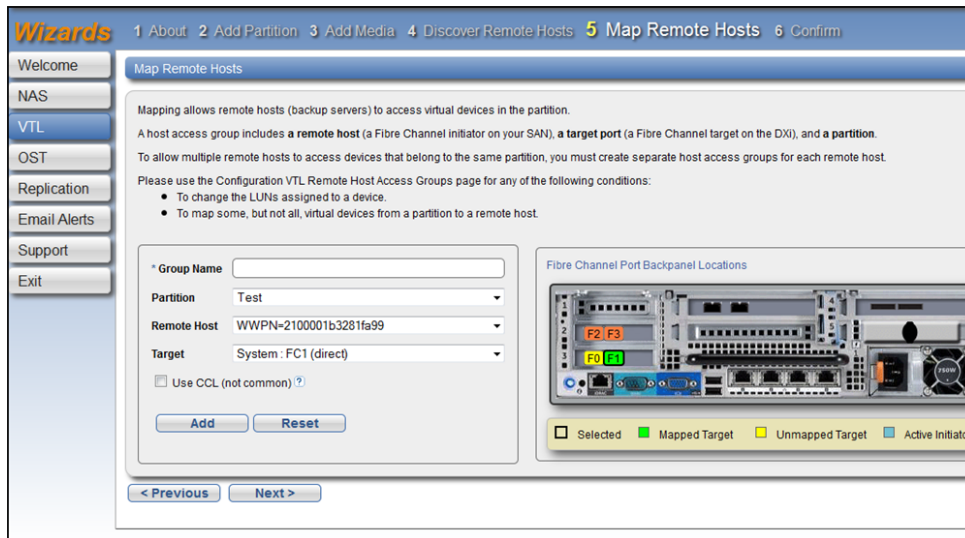 Wizards
1 About 2 Add Partition 3 Add Media 4 Discover Remote Hosts 5 Map Remote Hosts 6 Confirm
Welcome
NAS
VTL
OST
Replication
Email Alerts
Support
Exit
Map Remote Hosts
Mapping allows remote hosts (backup servers) to access virtual devices in the partition.
A host access group includes a remote host (a Fibre Channel initiator on your SAN), a target port (a Fibre Channel target on the DXi), and a partition.
To allow multiple remote hosts to access devices that belong to the same partition, you must create separate host access groups for each remote host.
Please use the Configuration VTL Remote Host Access Groups page for any of the following conditions:
• To change the LUNs assigned to a device.
• To map some, but not all, virtual devices from a partition to a remote host.
* Group Name
Partition Test
Remote Host WWPN=2100001b3281fa99
Target System : FC1 (direct)
Use CCL (not common) ?
Add Reset
Fibre Channel Port Backpanel Locations
1
2
3
4
5
F2 F3
F0 F1
750W
Selected Mapped Target Unmapped Target Active Initiato
< Previous Next >